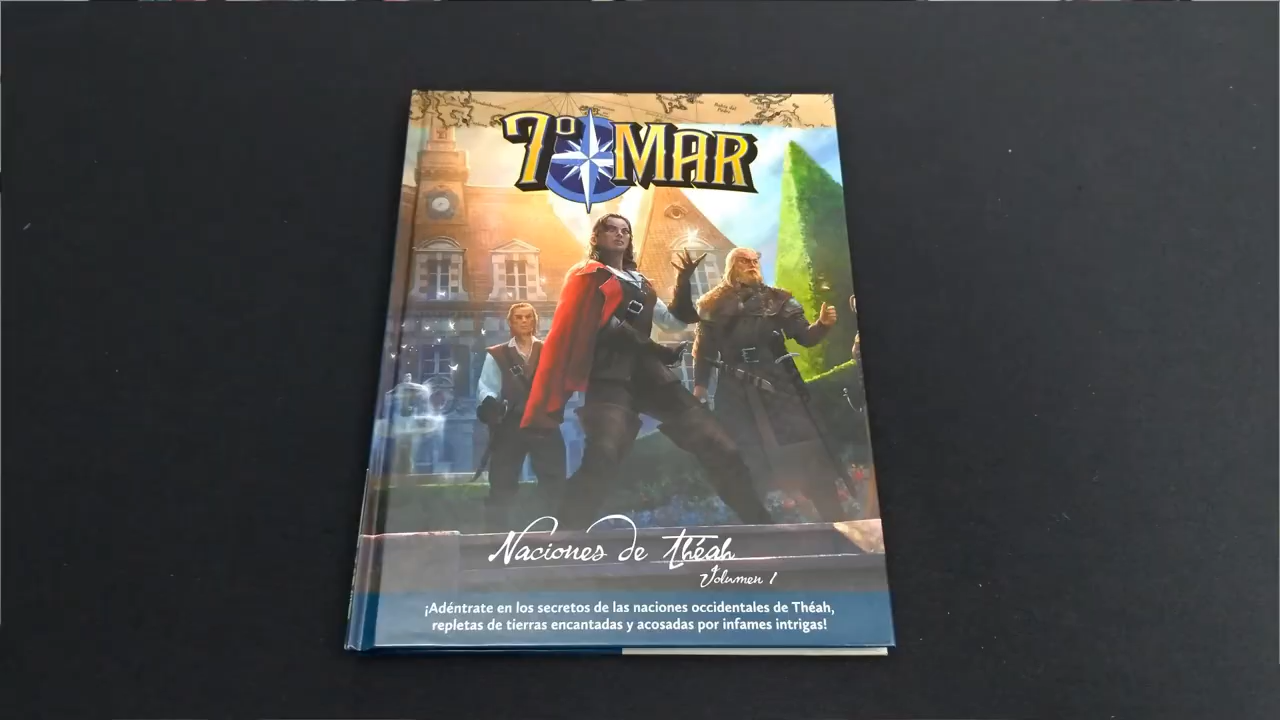 7º MAR
Naciones de Théah
Volumen 1
¡Adéntrate en los secretos de las naciones occidentales de Théah,
repletas de tierras encantadas y acosadas por infames intrigas!